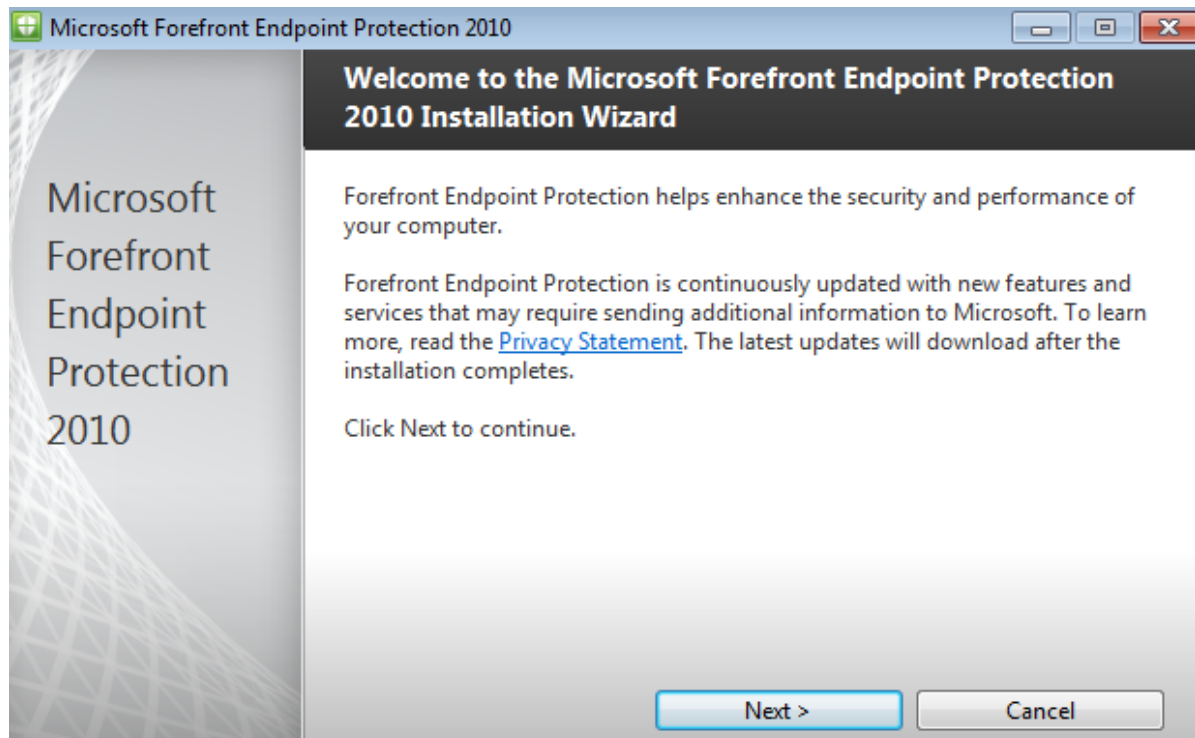 Microsoft Forefront Endpoint Protection 2010
Welcome to the Microsoft Forefront Endpoint Protection
2010 Installation Wizard
Microsoft
Forefront
Endpoint
Protection
2010
Forefront Endpoint Protection helps enhance the security and performance of
your computer.
Forefront Endpoint Protection is continuously updated with new features and
services that may require sending additional information to Microsoft. To learn
more, read the Privacy Statement. The latest updates will download after the
installation completes.
Click Next to continue.
Next >
Cancel